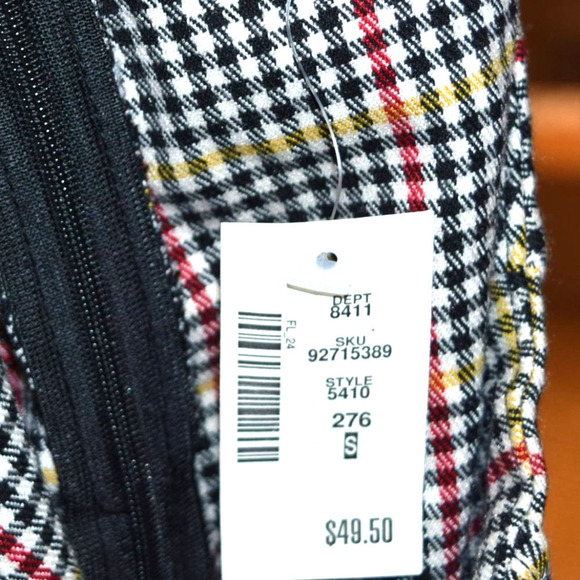 DEPT
8411
FL_24
SKU
92715389
STYLE
5410
276
S
$49.50